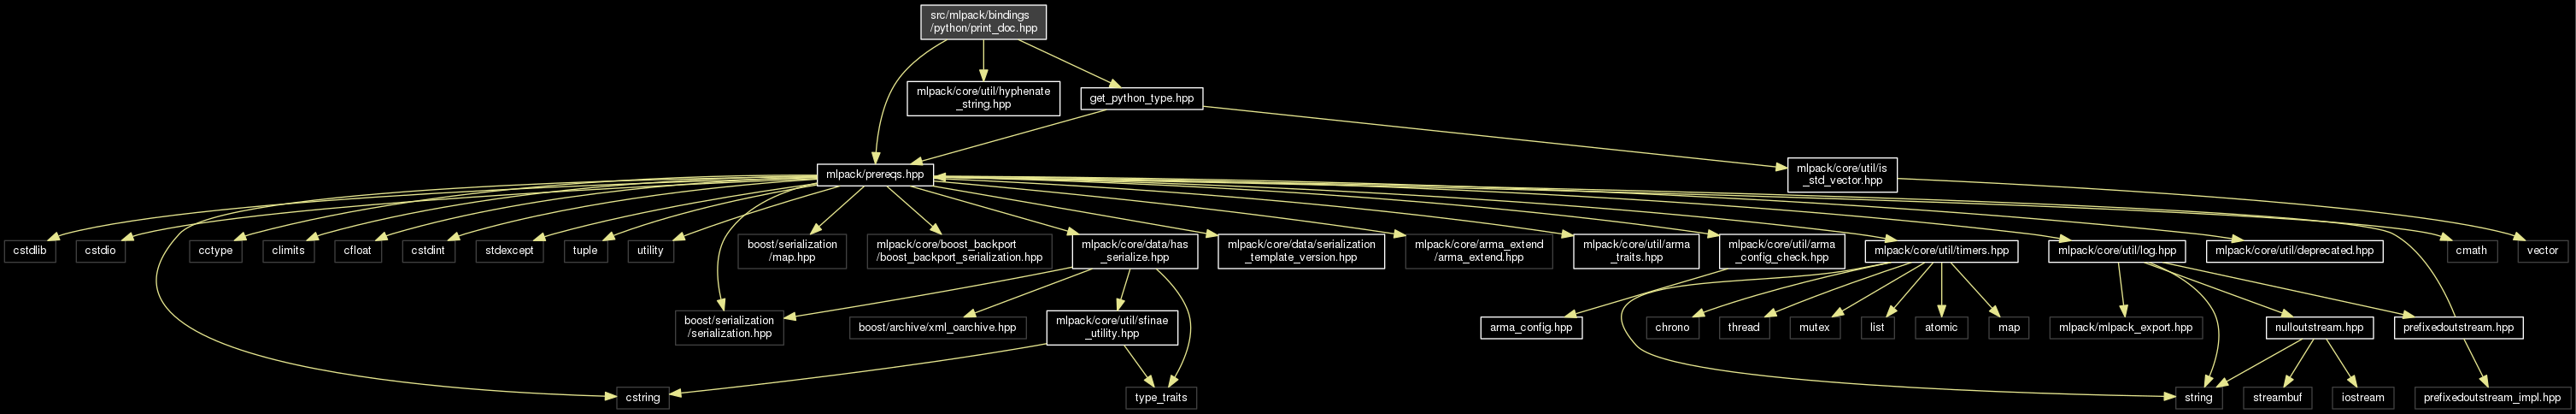 src/mlpack/bindings
/python/print_doc.hpp
mlpack/core/util/hyphenate
_string.hpp
get_python_type.hpp
mlpack/prereqs.hpp
mlpack/core/util/is
_std_vector.hpp
cstdlib
cstdio
cctype
climits
cfloat
cstdint
stdexcept
tuple
utility
boost/serialization
/map.hpp
mlpack/core/boost_backport
/boost_backport_serialization.hpp
mlpack/core/data/has
_serialize.hpp
mlpack/core/data/serialization
_template_version.hpp
mlpack/core/arma_extend
/arma_extend.hpp
mlpack/core/util/arma
_traits.hpp
mlpack/core/util/arma
_config_check.hpp
mlpack/core/util/timers.hpp
mlpack/core/util/log.hpp
mlpack/core/util/deprecated.hpp
cmath
vector
boost/serialization
/serialization.hpp
boost/archive/xml_oarchive.hpp
mlpack/core/util/sfinae
_utility.hpp
arma_config.hpp
chrono
thread
mutex
list
atomic
map
mlpack/mlpack_export.hpp
nulloutstream.hpp
prefixedoutstream.hpp
cstring
type_traits
string
streambuf
iostream
prefixedoutstream_impl.hpp